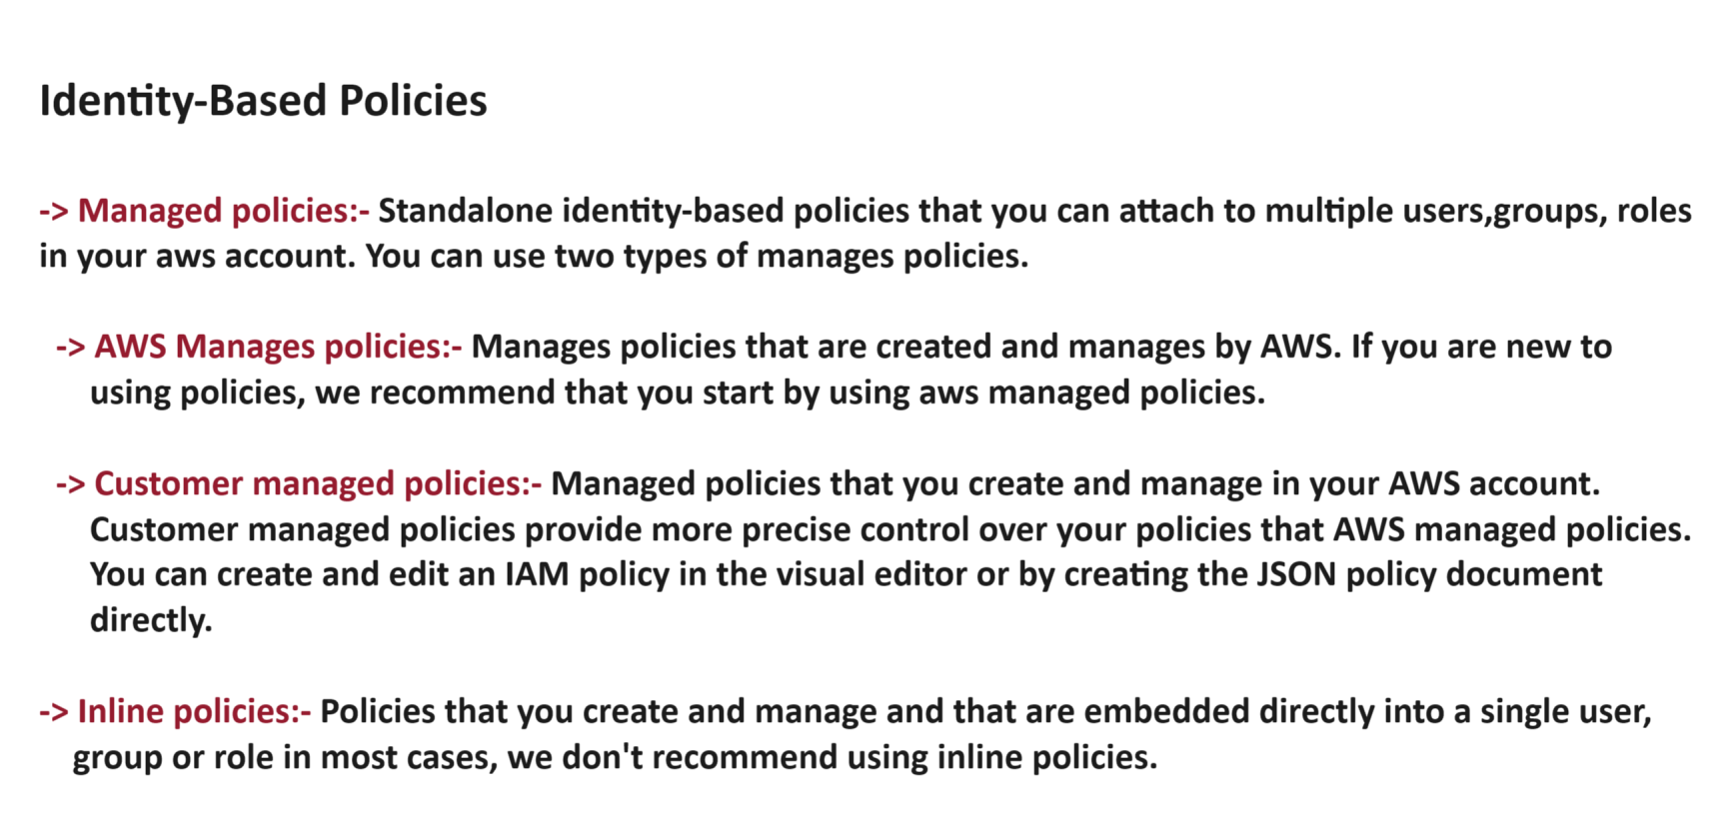 Identity-Based Policies
-> Managed policies:- Standalone identity-based policies that you can attach to multiple users,groups, roles
in your aws account. You can use two types of manages policies.
-> AWS Manages policies:- Manages policies that are created and manages by AWS. If you are new to
using policies, we recommend that you start by using aws managed policies.
-> Customer managed policies:- Managed policies that you create and manage in your AWS account.
Customer managed policies provide more precise control over your policies that AWS managed policies.
You can create and edit an IAM policy in the visual editor or by creating the JSON policy document
directly.
-> Inline policies:- Policies that you create and manage and that are embedded directly into a single user,
group or role in most cases, we don't recommend using inline policies.